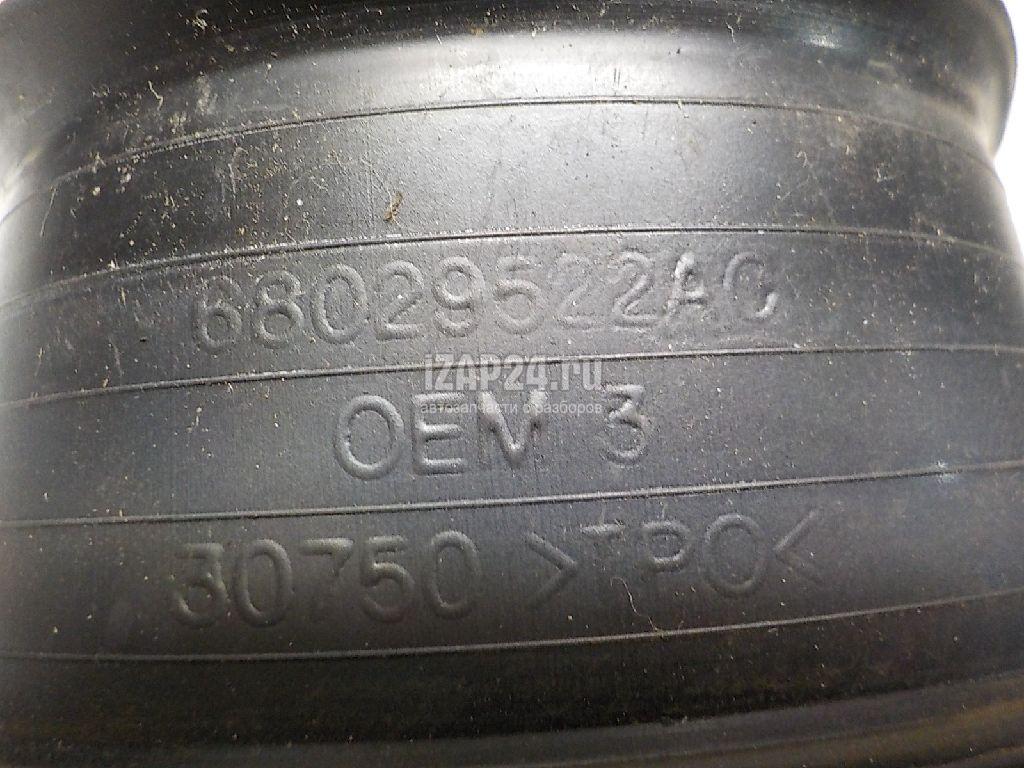 68029522AC
iZAP24.ru
автозапчасти с разборов
OEM 3
30750 >TPO<